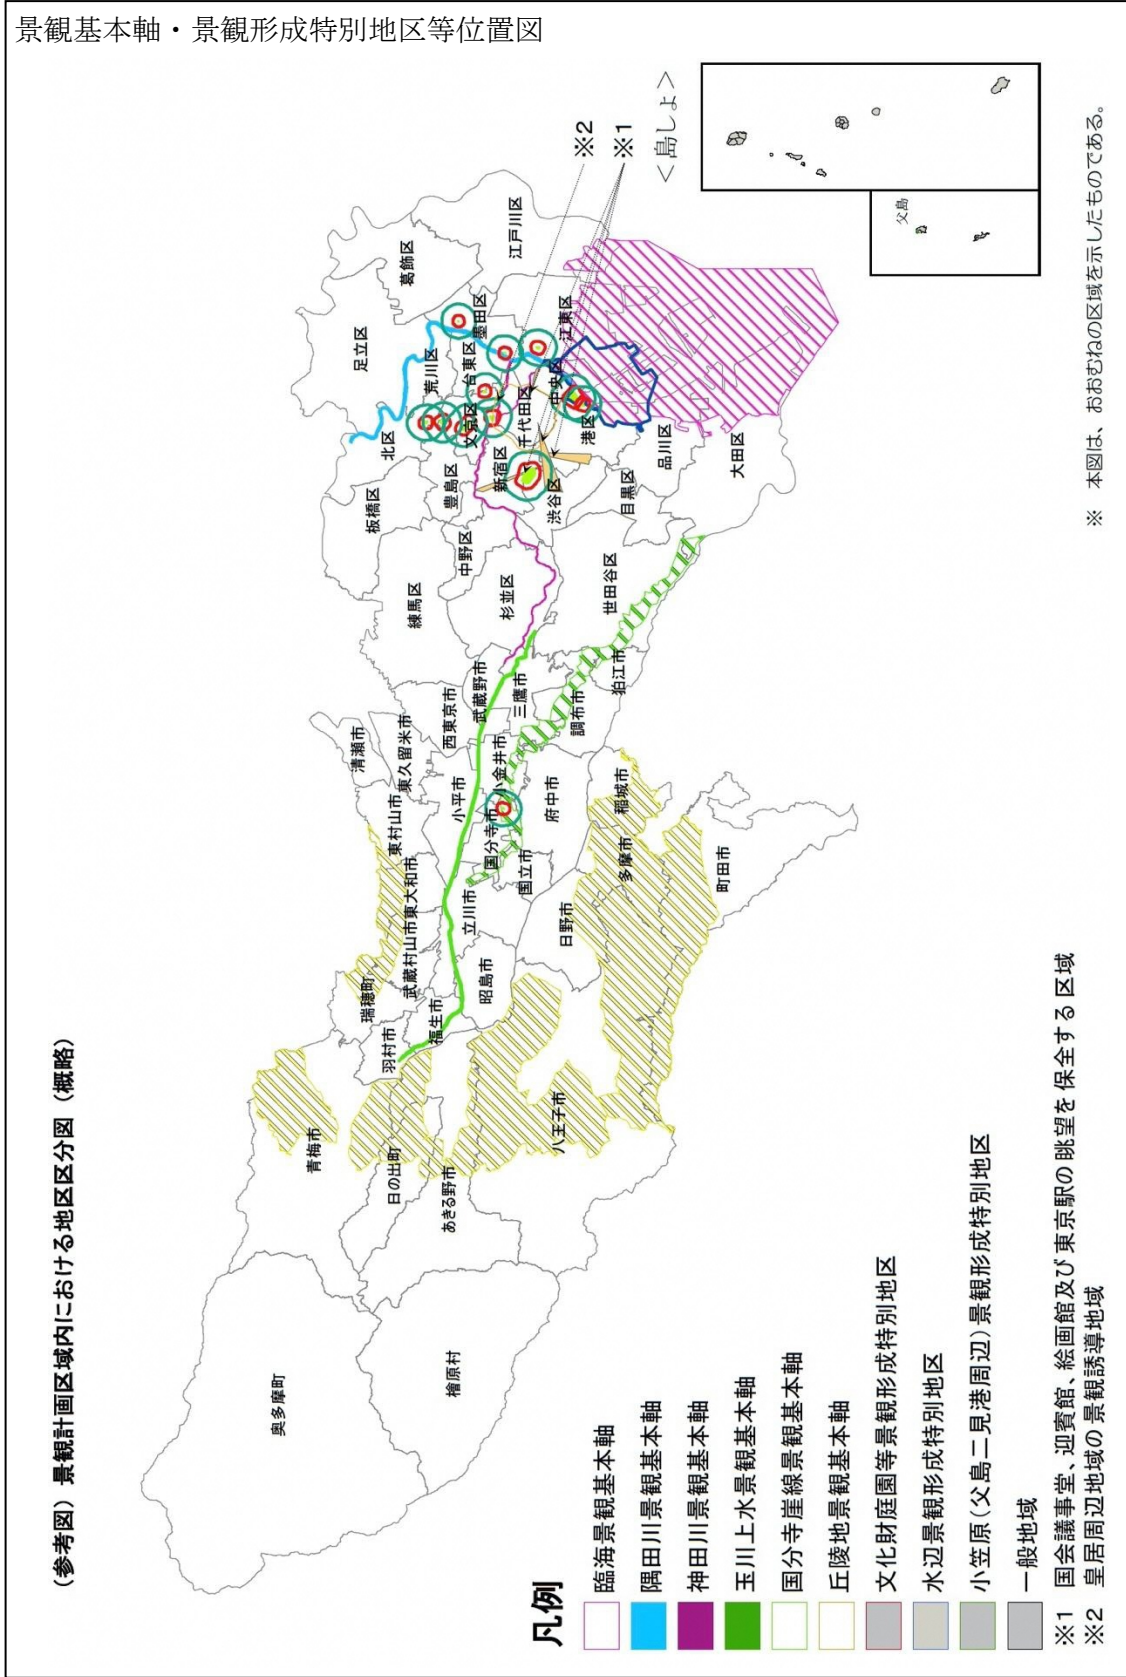 景観基本軸・景観形成特別地区等位置図
(参考図) 景観計画区域内における地区区分図 (概略)
奥多摩町
檜原村
青梅市
日の出町
あきる野市
八王子市
瑞穂町
羽村市
福生市
武蔵村山市
東大和市
東村山市
昭島市
立川市
日野市
国分寺市
国立市
多摩市
稲城市
町田市
清瀬市
東久留米市
小平市
小金井市
府中市
西東京市
武蔵野市
三鷹市
調布市
狛江市
練馬区
杉並区
世田谷区
中野区
板橋区
豊島区
新宿区
渋谷区
目黒区
北区
文京区
千代田区
港区
品川区
大田区
足立区
荒川区
台東区
中央区
墨田区
江東区
葛飾区
江戸川区
※2
※1
<島しょ>
父島
凡例
臨海景観基本軸
隅田川景観基本軸
神田川景観基本軸
玉川上水景観基本軸
国分寺崖線景観基本軸
丘陵地景観基本軸
文化財庭園等景観形成特別地区
水辺景観形成特別地区
小笠原(父島二見港周辺)景観形成特別地区
一般地域
※1 国会議事堂、迎賓館、絵画館及び東京駅の眺望を保全する区域
※2 皇居周辺地域の景観誘導地域
※ 本図は、おおむねの区域を示したものである。